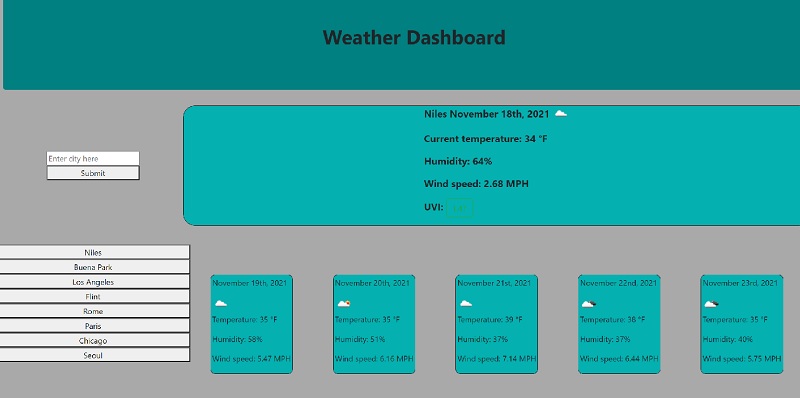 Weather Dashboard
Niles November 18th, 2021
Current temperature: 34 °F
Humidity: 64%
Wind speed: 2.68 MPH
UVI:
Enter city here
Submit
Niles
Buena Park
Los Angeles
Flint
Rome
Paris
Chicago
Seoul
November 19th, 2021
Temperature: 35 °F
Humidity: 58%
Wind speed: 5.47 MPH
November 20th, 2021
Temperature: 35 °F
Humidity: 51%
Wind speed: 6.16 MPH
November 21st, 2021
Temperature: 39 °F
Humidity: 37%
Wind speed: 7.14 MPH
November 22nd, 2021
Temperature: 38 °F
Humidity: 37%
Wind speed: 6.44 MPH
November 23rd, 2021
Temperature: 35 °F
Humidity: 40%
Wind speed: 5.75 MPH